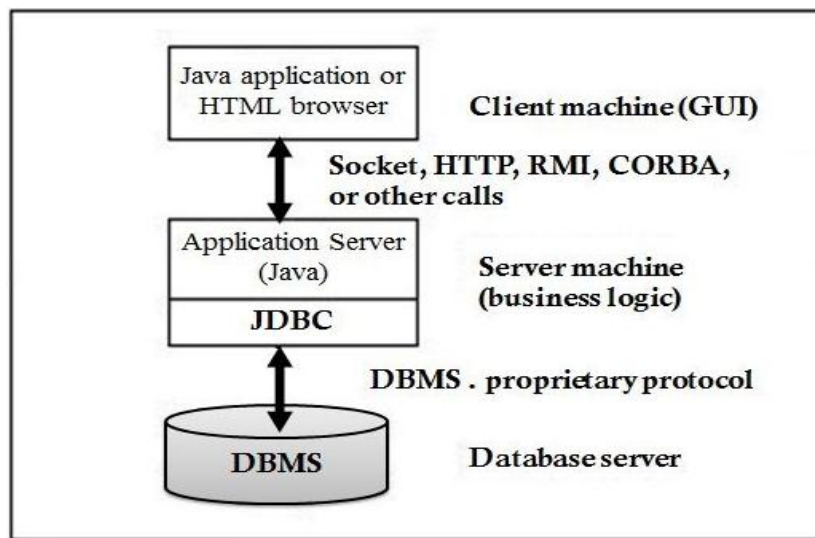 Java application or
HTML browser
Client machine (GUI)
Socket, HTTP, RMI, CORBA,
or other calls
Application Server
(Java)
Server machine
(business logic)
JDBC
DBMS . proprietary protocol
DBMS
Database server